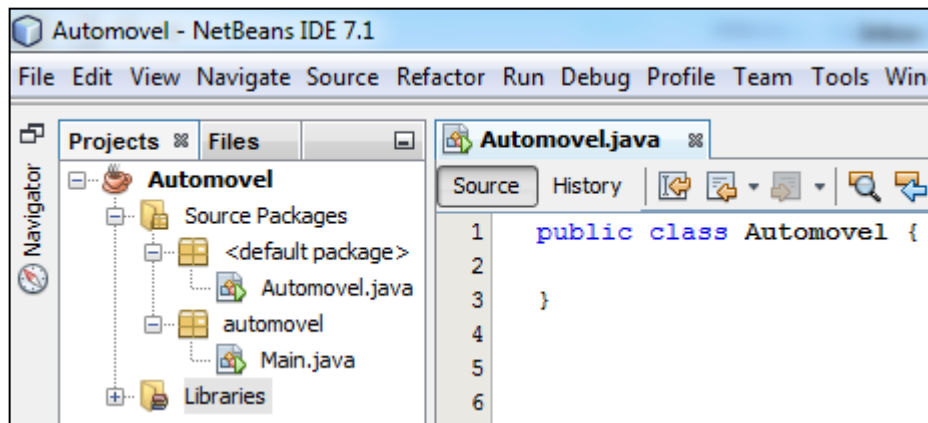 Automovel - NetBeans IDE 7.1
File Edit View Navigate Source Refactor Run Debug Profile Team Tools Win
Navigator
Projects Files
Automovel
Source Packages
<default package>
Automovel.java
automovel
Main.java
Libraries
Automovel.java
Source History
1 public class Automovel {
2
3 }
4
5
6